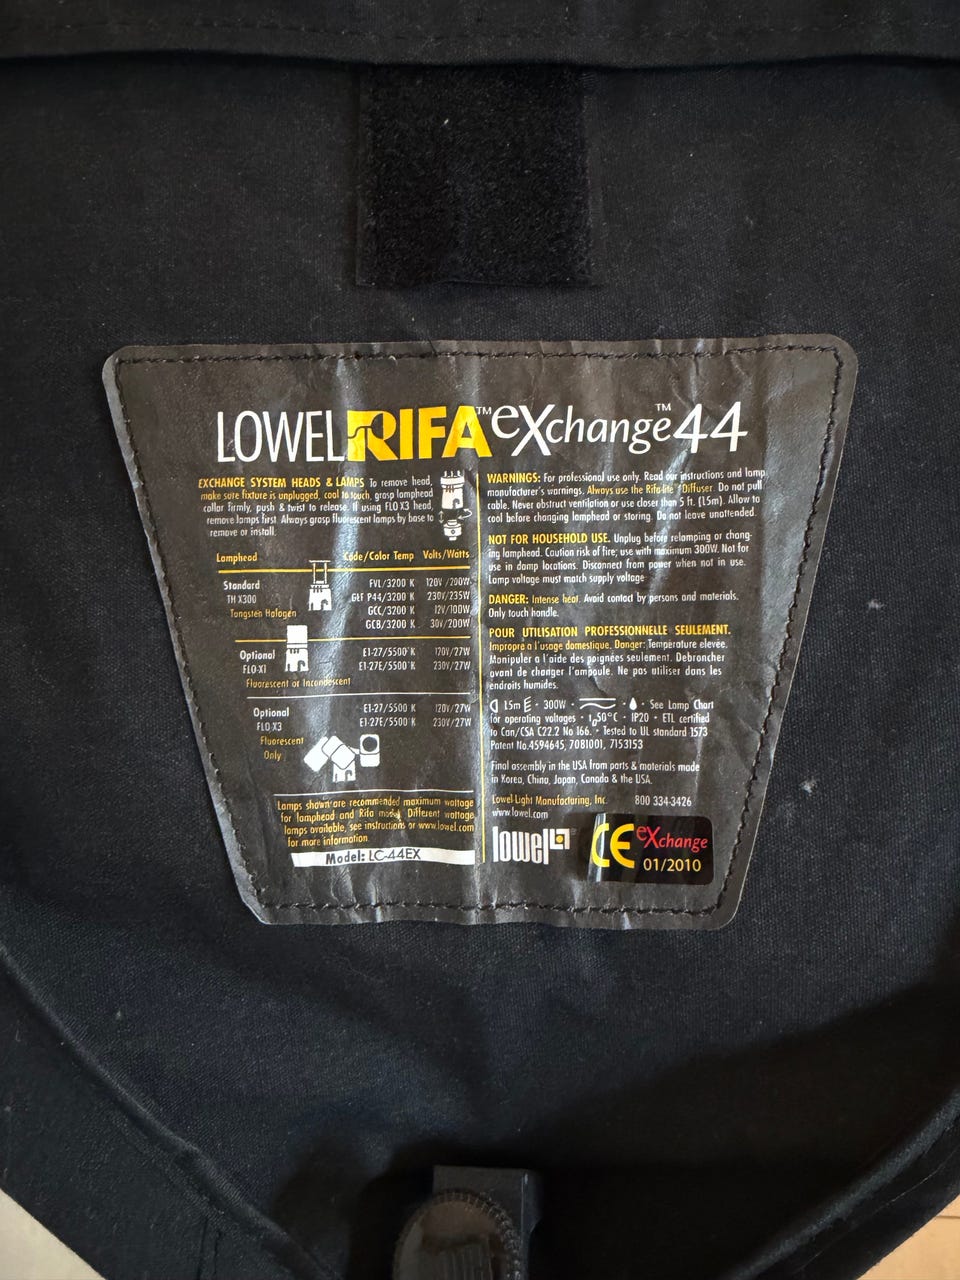 LOWEL RIFA™ eXchange™ 44
EXCHANGE SYSTEM HEADS & LAMPS To remove head,
make sure fixture is unplugged, cool to touch, grasp lamphead
collar firmly, push & twist to release. If using FLO X3 head,
remove lamps first. Always grasp fluorescent lamps by base to
remove or install.
Lamphead Code/Color Temp Volts/Watts
Standard FVL/3200 K 120V/200W
TH X300 GLF P44/3200 K 230V/235W
Tungsten Halogen GCC/3200 K 12V/100W
GCB/3200 K 30V/200W
Optional E1-27/5500 K 120V/27W
FLO-X1 E1-27E/5500 K 230V/27W
Fluorescent or Incandescent
Optional E1-27/5500 K 120V/27W
FLO X3 E1-27E/5500 K 230V/27W
Fluorescent
Only
Lamps shown are recommended maximum wattage
for lamphead and Rifa model. Different wattage
lamps available, see instructions or www.lowel.com
for more information.
Model: LC-44EX
WARNINGS: For professional use only. Read our instructions and lamp
manufacturer's warnings. Always use the Rifa-lite Diffuser. Do not pull
cable. Never obstruct ventilation or use closer than 5 ft. (1.5m). Allow to
cool before changing lamphead or storing. Do not leave unattended.
NOT FOR HOUSEHOLD USE. Unplug before relamping or chang-
ing lamphead. Caution risk of fire; use with maximum 300W. Not for
use in damp locations. Disconnect from power when not in use.
Lamp voltage must match supply voltage
DANGER: Intense heat. Avoid contact by persons and materials.
Only touch handle.
POUR UTILISATION PROFESSIONNELLE SEULEMENT.
Impropre a l'usage domestique. Danger: Température elevée.
Manipuler a l'aide des poignées seulement. Debrancher
avant de changer l'ampoule. Ne pas utiliser dans les
endroits humides.
1.5m E - 300W - - See Lamp Chart
for operating voltages - 50°C - IP20 - ETL certified
to Can/CSA C22.2 No 166. - Tested to UL standard 1573
Patent No.4594645, 7081001, 7153153
Final assembly in the USA from parts & materials made
in Korea, China, Japan, Canada & the USA.
Lowel-Light Manufacturing, Inc. 800 334-3426
www.lowel.com
lowel CE eXchange
01/2010